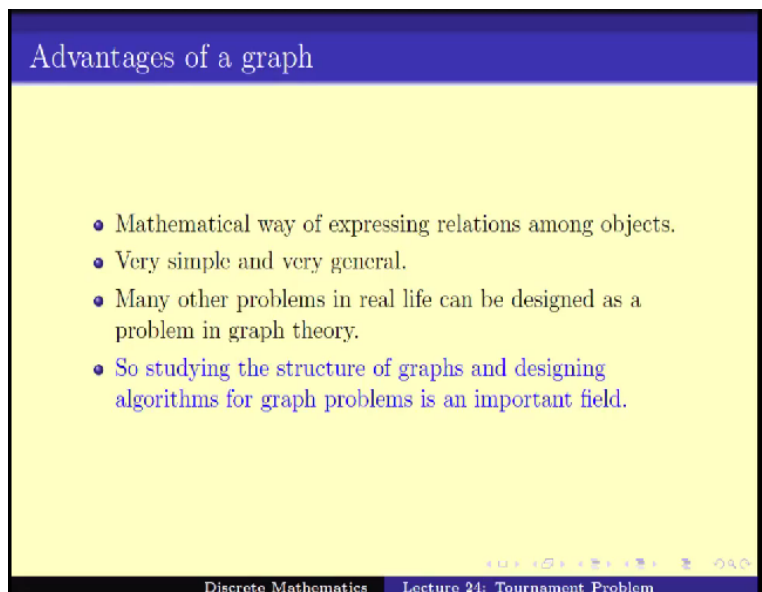 Advantages of a graph
Mathematical way of expressing relations among objects.
Very simple and very general.
Many other problems in real life can be designed as a
problem in graph theory.
So studying the structure of graphs and designing
algorithms for graph problems is an important field.
Discrete Mathematics Lecture 24: Tournament Problem